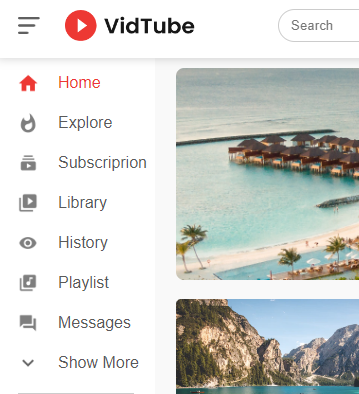 VidTube
Search
Home
Explore
Subscriprion
Library
History
Playlist
Messages
Show More